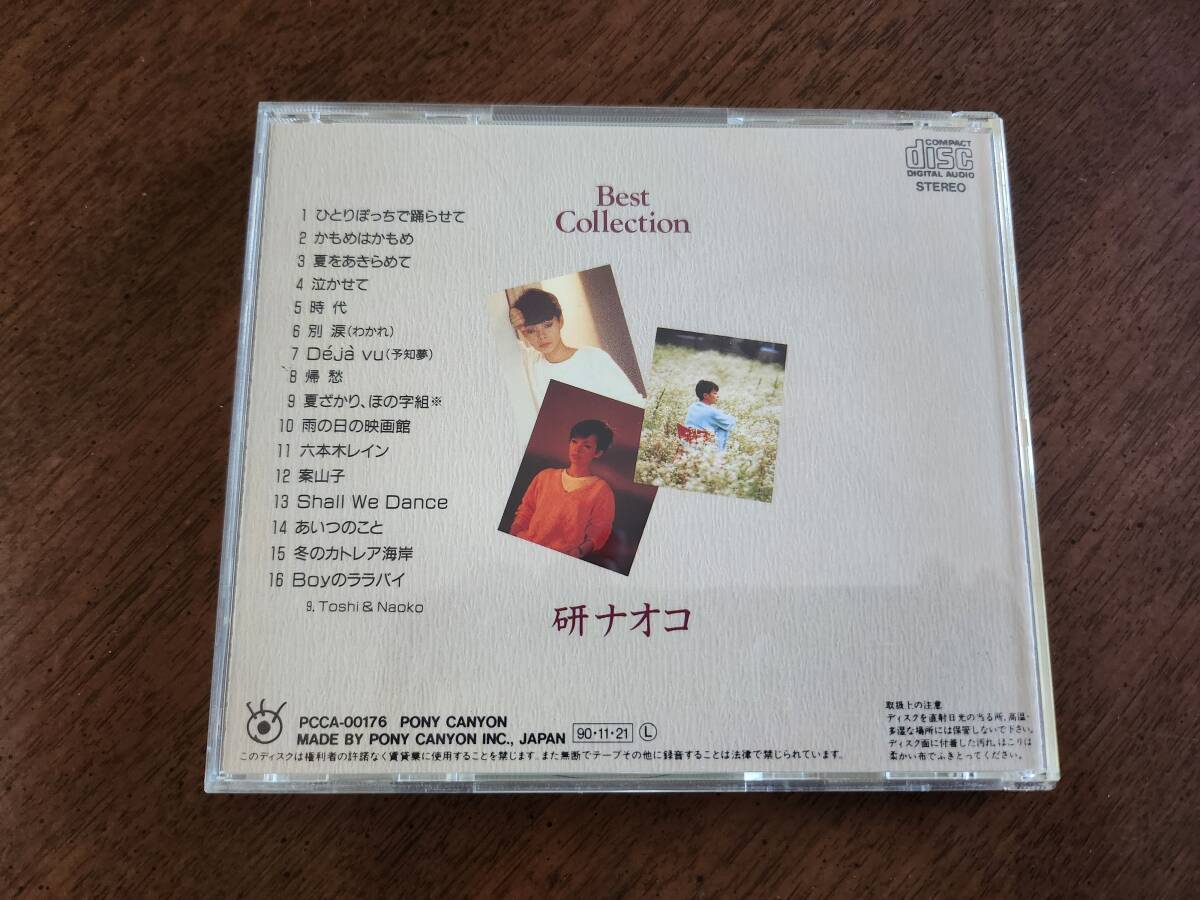 COMPACT
disc
DIGITAL AUDIO
STEREO
Best
Collection
1 ひとりぼっちで踊らせて
2 かもめはかもめ
3 夏をあきらめて
4 泣かせて
5 時代
6 別涙(わかれ)
7 Déjà vu(予知夢)
8 帰愁
9 夏ざかり、ほの字組※
10 雨の日の映画館
11 六本木レイン
12 案山子
13 Shall We Dance
14 あいつのこと
15 冬のカトレア海岸
16 Boyのララバイ
9. Toshi & Naoko
研ナオコ
PCCA-00176 PONY CANYON
MADE BY PONY CANYON INC., JAPAN 90・11・21 L
このディスクは権利者の許諾なく賃貸業に使用することを禁じます。また無断でテープその他に録音することは法律で禁じられています。
取扱上の注意
ディスクを直射日光の当る所、高温・
多湿な場所には保管しないで下さい。
ディスク面に付着した汚れ、ほこりは
柔かい布でふきとってください。